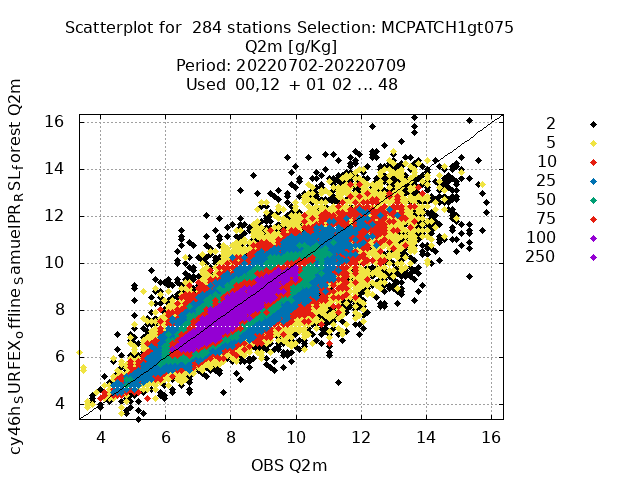 Scatterplot for  284 stations Selection: MCPATCH1gt075
Q2m [g/Kg]
Period: 20220702-20220709
Used  00,12  + 01 02 ... 48
cy46h_SURFEX_offline_samuelPR_RSL_forest Q2m
16
14
12
10
8
6
4
4 6 8 10 12 14 16
OBS Q2m
2
5
10
25
50
75
100
250